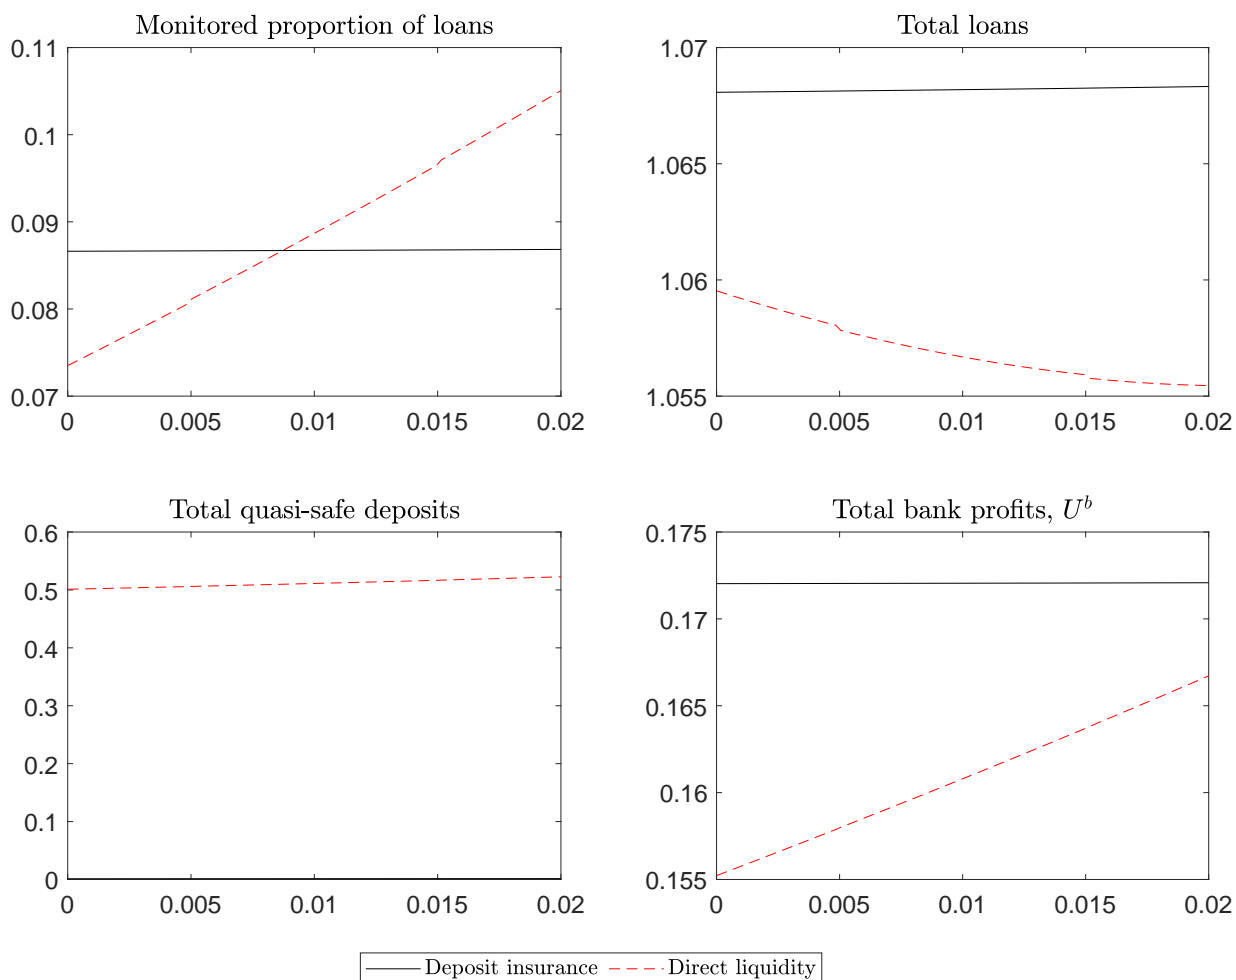 Monitored proportion of loans
0.11
0.1
0.09
0.08
0.07
0 0.005 0.01 0.015 0.02
Total loans
1.07
1.065
1.06
1.055
0 0.005 0.01 0.015 0.02
Total quasi-safe deposits
0.6
0.5
0.4
0.3
0.2
0.1
0
0 0.005 0.01 0.015 0.02
Total bank profits, U^b
0.175
0.17
0.165
0.16
0.155
0 0.005 0.01 0.015 0.02
Deposit insurance Direct liquidity